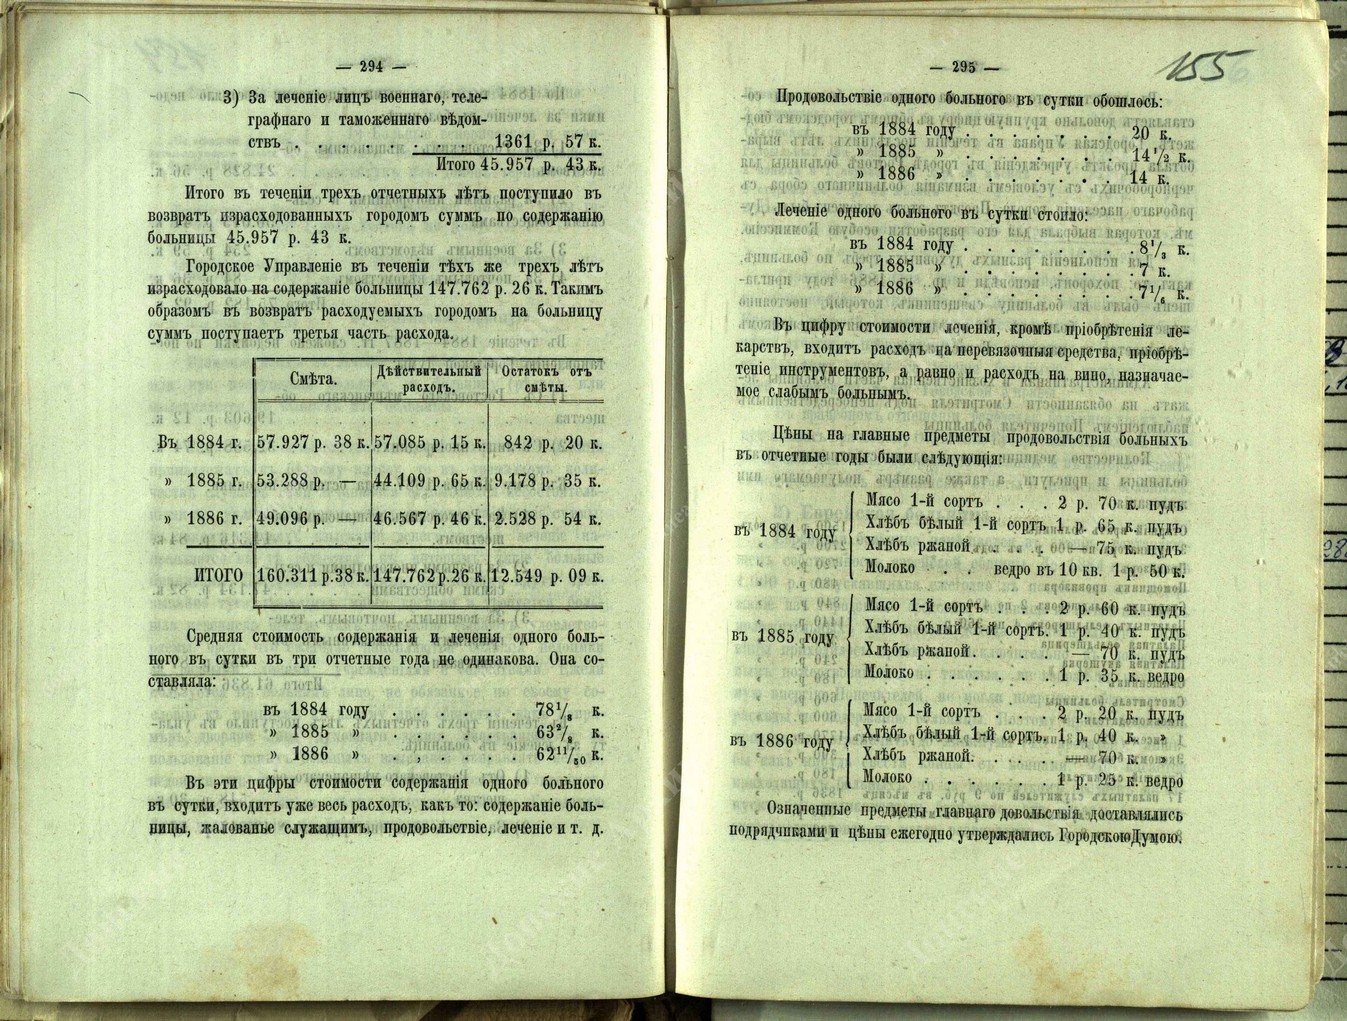 — 294 —
3) За леченіе лицъ военнаго, теле-
графнаго и таможеннаго вѣдом-
ствъ . . . . . . . . . 1361 р. 57 к.
Итого 45.957 р. 43 к.
Итого въ теченіи трехъ отчетныхъ лѣтъ поступило въ
возвратъ израсходованныхъ городомъ суммъ по содержанію
больницы 45.957 р. 43 к.
Городское Управленіе въ теченіи тѣхъ же трехъ лѣтъ
израсходовало на содержаніе больницы 147.762 р. 26 к. Такимъ
образомъ въ возвратъ расходуемыхъ городомъ на больницу
суммъ поступаетъ третья часть расхода.
Смѣта. Дѣйствительный расходъ. Остатокъ отъ смѣты.
Въ 1884 г. 57.927 р. 38 к. 57.085 р. 15 к. 842 р. 20 к.
» 1885 г. 53.288 р. — 44.109 р. 65 к. 9.178 р. 35 к.
» 1886 г. 49.096 р. — 46.567 р. 46 к. 2.528 р. 54 к.
ИТОГО 160.311 р. 38 к. 147.762 р. 26 к. 12.549 р. 09 к.
Средняя стоимость содержанія и леченія одного боль-
ного въ сутки въ три отчетные года не одинакова. Она со-
ставляла:
въ 1884 году . . . . . . 78¹/₈ к.
» 1885 » . . . . . . 63²/₈ к.
» 1886 » . . . . . . 62¹¹/₃₀ к.
Въ эти цифры стоимости содержанія одного больного
въ сутки, входитъ уже весь расходъ, какъ то: содержаніе боль-
ницы, жалованье служащимъ, продовольствіе, леченіе и т. д.
— 295 —
155
Продовольствіе одного больного въ сутки обошлось:
въ 1884 году . . . . . . . 20 к.
» 1885 » . . . . . . . 14¹/₂ к.
» 1886 » . . . . . . . 14 к.
Леченіе одного больного въ сутки стоило:
въ 1884 году . . . . . . . 8¹/₃ к.
» 1885 » . . . . . . . 7 к.
» 1886 » . . . . . . . 7¹/₆ к.
Въ цифру стоимости леченія, кромѣ пріобрѣтенія ле-
карствъ, входитъ расходъ на перевязочныя средства, пріобрѣ-
теніе инструментовъ, а равно и расходъ на вино, назначае-
мое слабымъ больнымъ.
Цѣны на главные предметы продовольствія больныхъ
въ отчетные годы были слѣдующія:
въ 1884 году
Мясо 1-й сортъ . . . 2 р. 70 к. пудъ
Хлѣбъ бѣлый 1-й сортъ 1 р. 65 к. пудъ
Хлѣбъ ржаной . . . . — 75 к. пудъ
Молоко . . ведро въ 10 кв. 1 р. 50 к.
въ 1885 году
Мясо 1-й сортъ . . . 2 р. 60 к. пудъ
Хлѣбъ бѣлый 1-й сортъ. 1 р. 40 к. пудъ
Хлѣбъ ржаной. . . . — 70 к. пудъ
Молоко . . . . . . 1 р. 35 к. ведро
въ 1886 году
Мясо 1-й сортъ . . . 2 р. 20 к. пудъ
Хлѣбъ бѣлый 1-й сортъ. 1 р. 40 к. »
Хлѣбъ ржаной. . . . . — 70 к. »
Молоко . . . . . . 1 р. 25 к. ведро
Означенные предметы главнаго довольствія доставлялись
подрядчиками и цѣны ежегодно утверждались Городскою Думою.